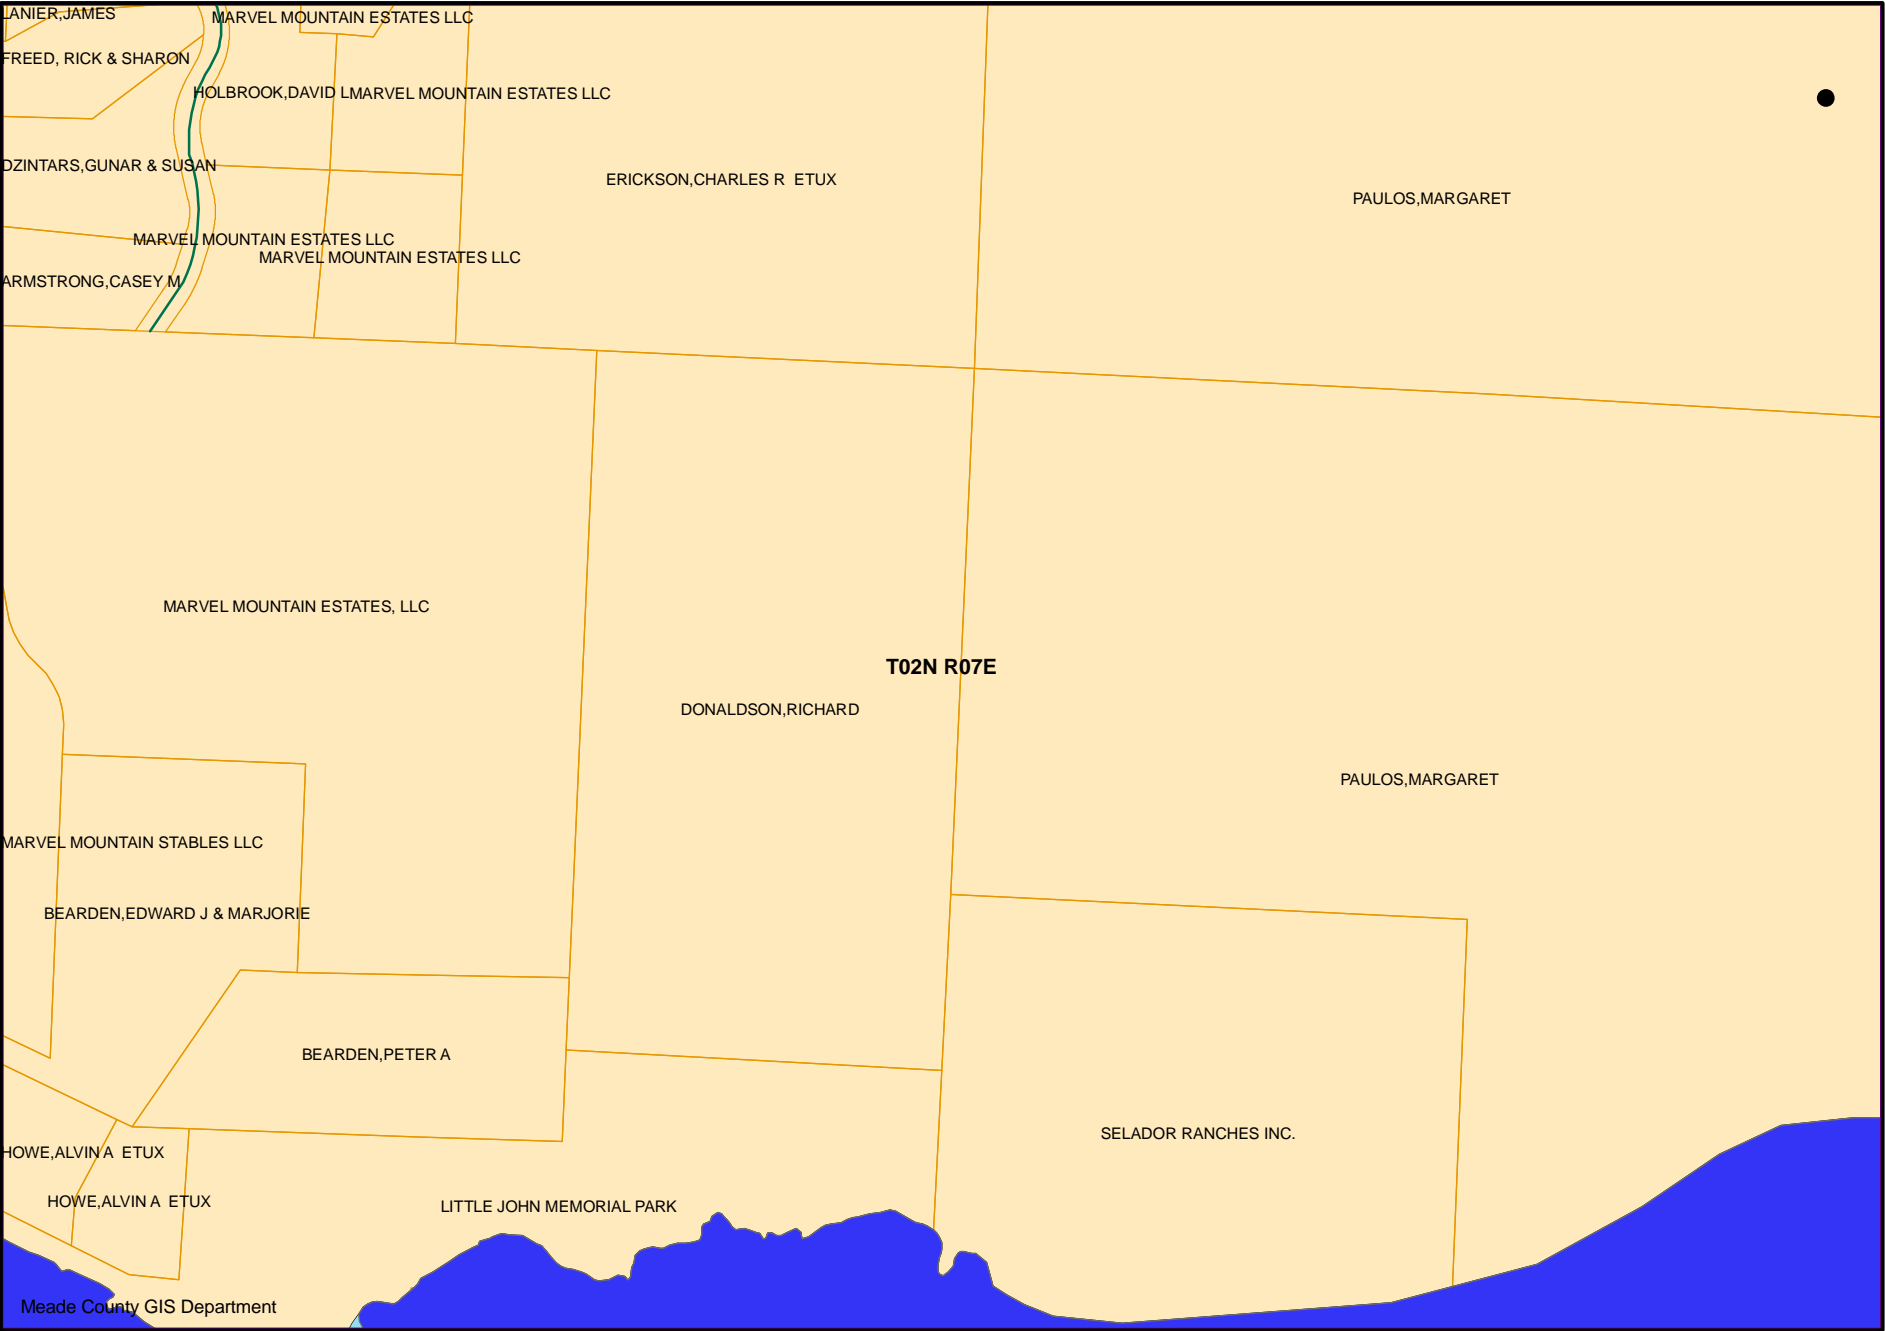 LANIER,JAMES
MARVEL MOUNTAIN ESTATES LLC
FREED, RICK & SHARON
HOLBROOK,DAVID L
MARVEL MOUNTAIN ESTATES LLC
DZINTARS,GUNAR & SUSAN
ERICKSON,CHARLES R  ETUX
PAULOS,MARGARET
MARVEL MOUNTAIN ESTATES LLC
MARVEL MOUNTAIN ESTATES LLC
ARMSTRONG,CASEY M
MARVEL MOUNTAIN ESTATES, LLC
T02N R07E
DONALDSON,RICHARD
PAULOS,MARGARET
MARVEL MOUNTAIN STABLES LLC
BEARDEN,EDWARD J & MARJORIE
BEARDEN,PETER A
SELADOR RANCHES INC.
HOWE,ALVIN A  ETUX
HOWE,ALVIN A  ETUX
LITTLE JOHN MEMORIAL PARK
Meade County GIS Department